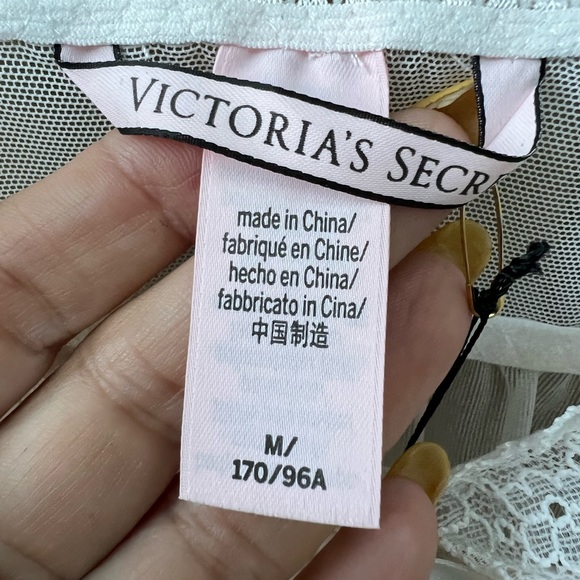 VICTORIA'S SECR
made in China/
fabriqué en Chine/
hecho en China/
fabbricato in Cina/
中国制造
M/
170/96A